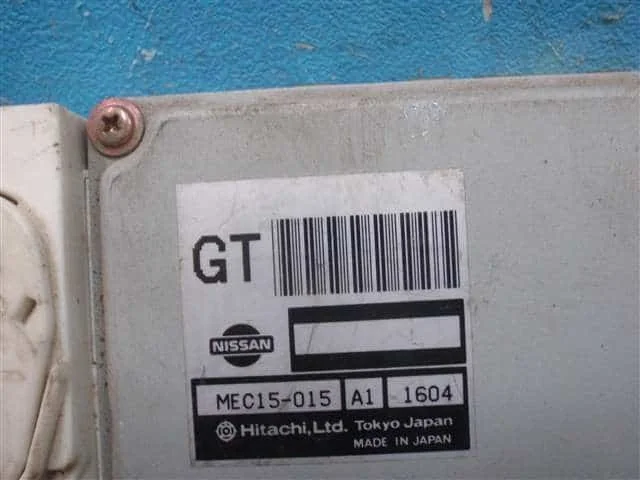 GT
NISSAN
MEC15-015 A1 1604
Hitachi, Ltd. Tokyo Japan
MADE IN JAPAN